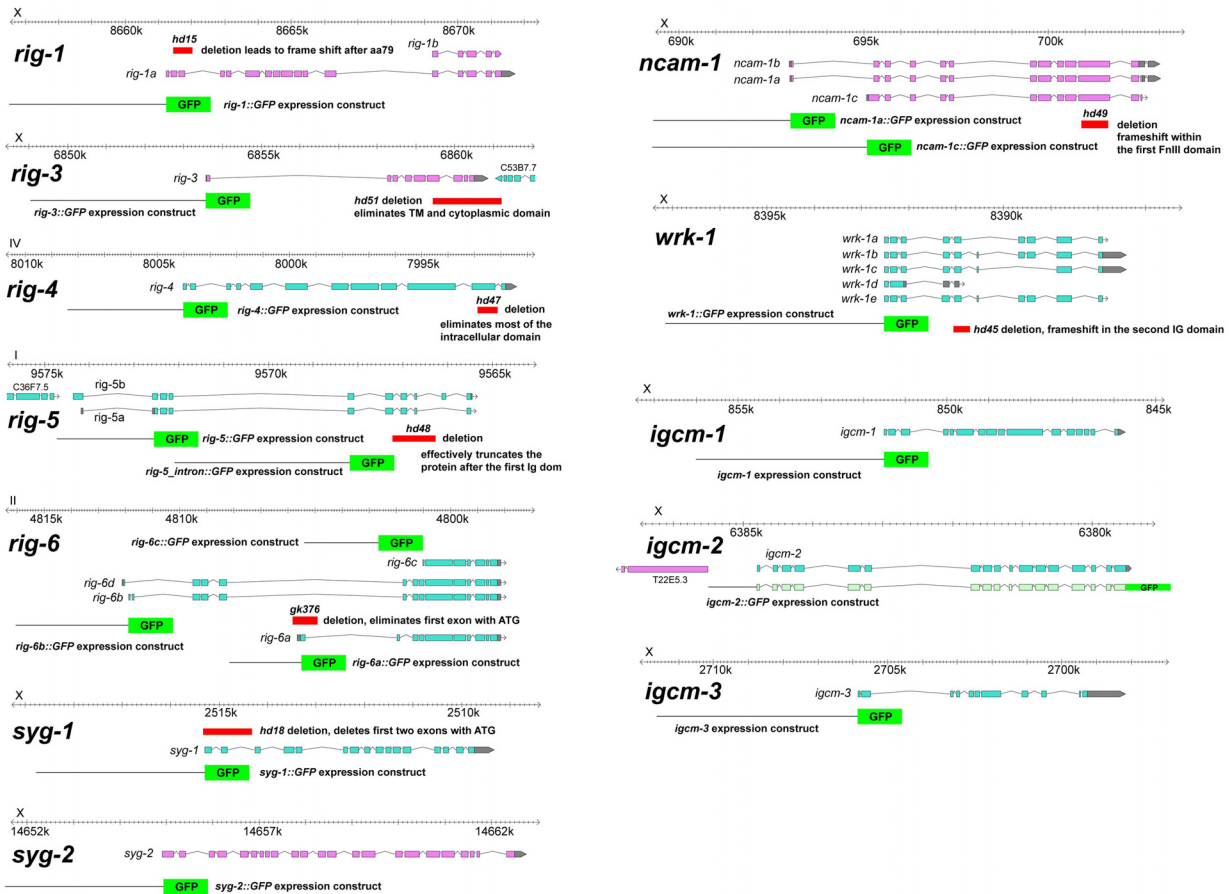 X
8660k 8665k 8670k
rig-1
hd15
deletion leads to frame shift after aa79
rig-1b
rig-1a
GFP
rig-1::GFP expression construct
X
6850k 6855k 6860k
rig-3
rig-3
C53B7.7
GFP
rig-3::GFP expression construct
hd51 deletion
eliminates TM and cytoplasmic domain
IV
8010k 8005k 8000k 7995k
rig-4
rig-4
GFP
rig-4::GFP expression construct
hd47
deletion
eliminates most of the
intracellular domain
I
9575k 9570k 9565k
C36F7.5
rig-5b
rig-5
rig-5a
GFP
rig-5::GFP expression construct
hd48
deletion
rig-5_intron::GFP expression construct
GFP
effectively truncates the
protein after the first Ig dom
II
4815k 4810k 4800k
rig-6
rig-6c::GFP expression construct
GFP
rig-6c
rig-6d
rig-6b
gk376
deletion, eliminates first exon with ATG
GFP
rig-6b::GFP expression construct
rig-6a
GFP
rig-6a::GFP expression construct
X
2515k 2510k
syg-1
hd18 deletion, deletes first two exons with ATG
syg-1
GFP
syg-1::GFP expression construct
X
14652k 14657k 14662k
syg-2
syg-2
GFP
syg-2::GFP expression construct
X
690k 695k 700k
ncam-1
ncam-1b
ncam-1a
ncam-1c
GFP
ncam-1a::GFP expression construct
hd49
deletion
frameshift within
the first FnIII domain
GFP
ncam-1c::GFP expression construct
X
8395k 8390k
wrk-1
wrk-1a
wrk-1b
wrk-1c
wrk-1d
wrk-1e
wrk-1::GFP expression construct
GFP
hd45 deletion, frameshift in the second IG domain
X
855k 850k 845k
igcm-1
igcm-1
GFP
igcm-1 expression construct
X
6385k 6380k
igcm-2
igcm-2
T22E5.3
GFP
igcm-2::GFP expression construct
X
2710k 2705k 2700k
igcm-3
igcm-3
GFP
igcm-3 expression construct